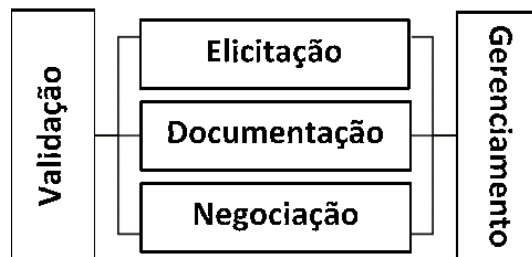 Validação
Elicitação
Documentação
Negociação
Gerenciamento